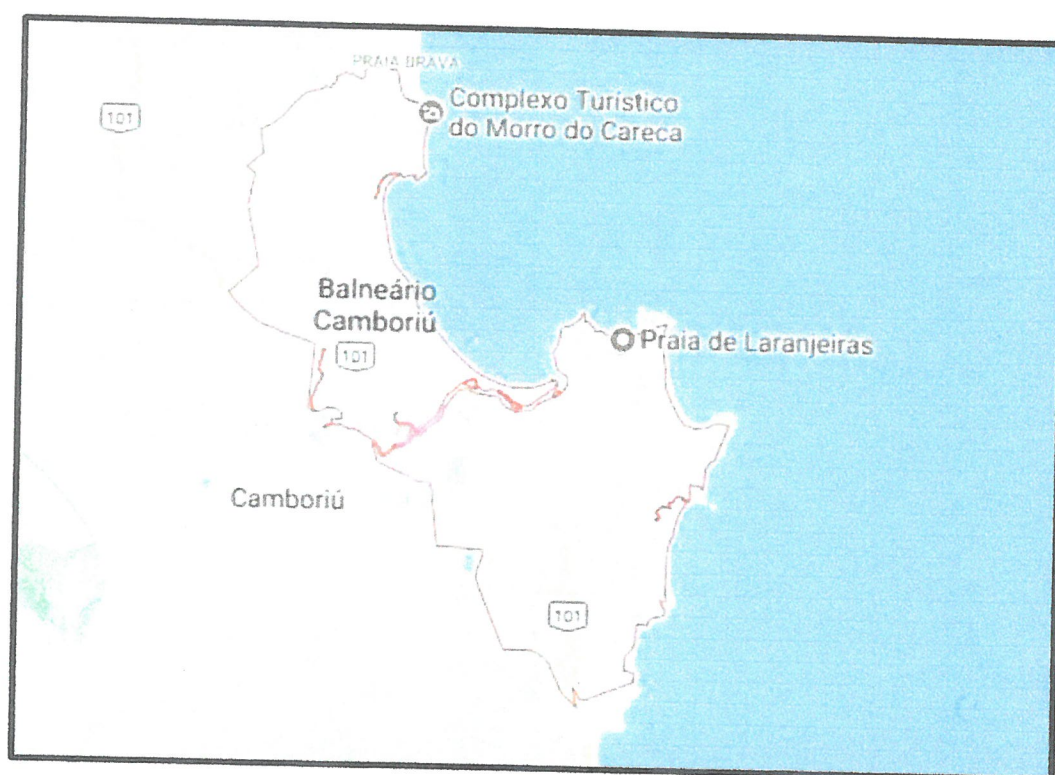 PRAIA BRAVA
101
Complexo Turístico
do Morro do Careca
Balneário
Camboriú
101
Praia de Laranjeiras
Camboriú
101